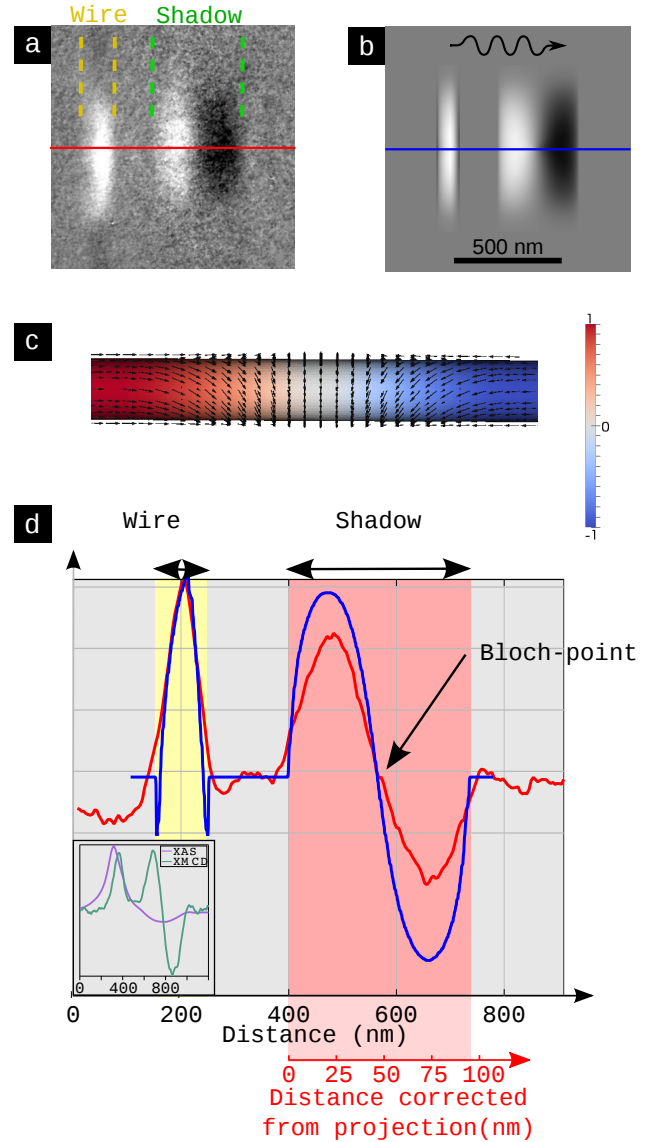 Wire Shadow
a
b
500 nm
c
1
0
-1
d
Wire Shadow
Bloch-point
XAS
XMCD
0 400 800
0 200 400 600 800
Distance (nm)
0 25 50 75 100
Distance corrected
from projection(nm)